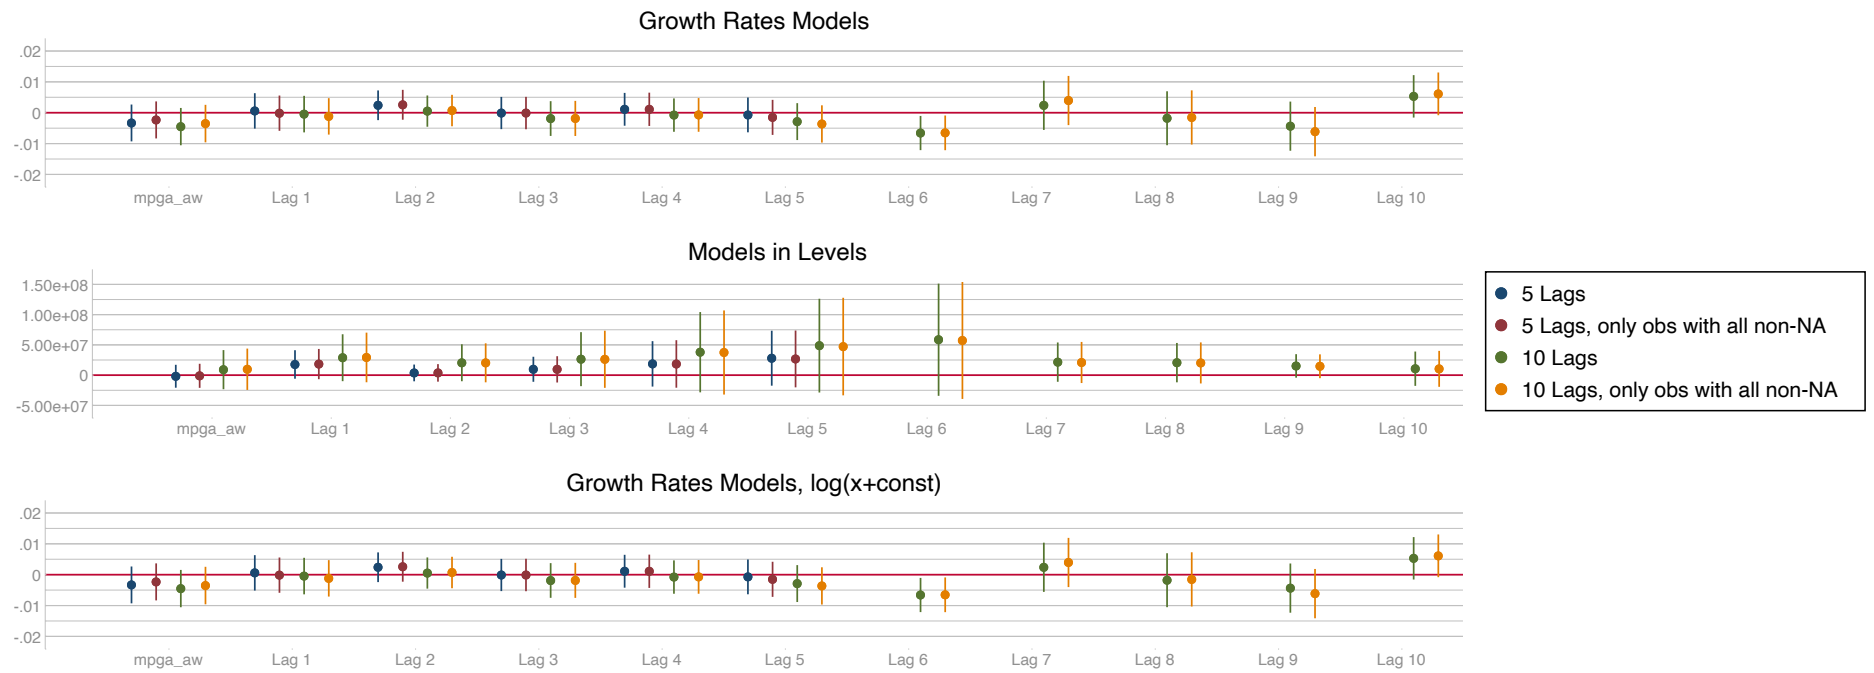 Growth Rates Models
.02
.01
0
-.01
-.02
mpga_aw Lag 1 Lag 2 Lag 3 Lag 4 Lag 5 Lag 6 Lag 7 Lag 8 Lag 9 Lag 10
Models in Levels
1.50e+08
1.00e+08
5.00e+07
0
-5.00e+07
mpga_aw Lag 1 Lag 2 Lag 3 Lag 4 Lag 5 Lag 6 Lag 7 Lag 8 Lag 9 Lag 10
5 Lags
5 Lags, only obs with all non-NA
10 Lags
10 Lags, only obs with all non-NA
Growth Rates Models, log(x+const)
.02
.01
0
-.01
-.02
mpga_aw Lag 1 Lag 2 Lag 3 Lag 4 Lag 5 Lag 6 Lag 7 Lag 8 Lag 9 Lag 10